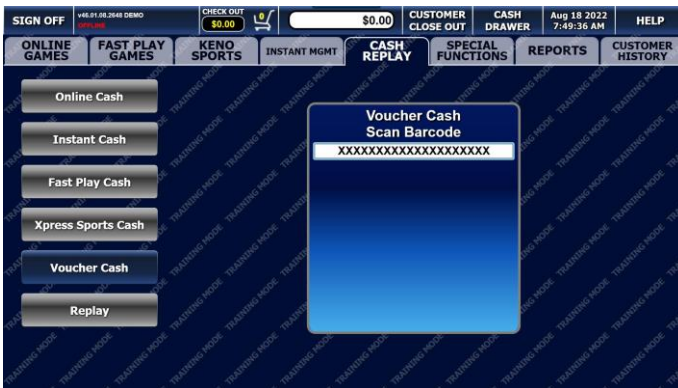 SIGN OFF
v46.01.08.2648 DEMO
OFFLINE
CHECK OUT
$0.00
$0.00
CUSTOMER
CLOSE OUT
CASH
DRAWER
Aug 18 2022
7:49:36 AM
HELP
ONLINE
GAMES
FAST PLAY
GAMES
KENO
SPORTS
INSTANT MGMT
CASH
REPLAY
SPECIAL
FUNCTIONS
REPORTS
CUSTOMER
HISTORY
Online Cash
Instant Cash
Fast Play Cash
Xpress Sports Cash
Voucher Cash
Replay
Voucher Cash
Scan Barcode
XXXXXXXXXXXXXXXXXXXX
TRAINING MODE